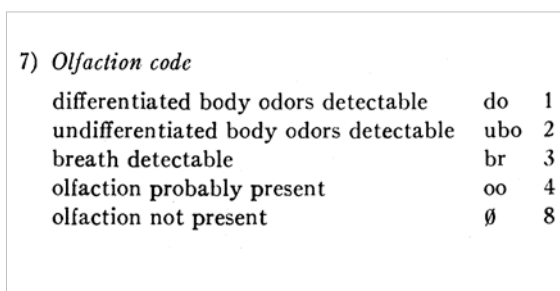 7) Olfaction code
differentiated body odors detectable do 1
undifferentiated body odors detectable ubo 2
breath detectable br 3
olfaction probably present oo 4
olfaction not present Ø 8